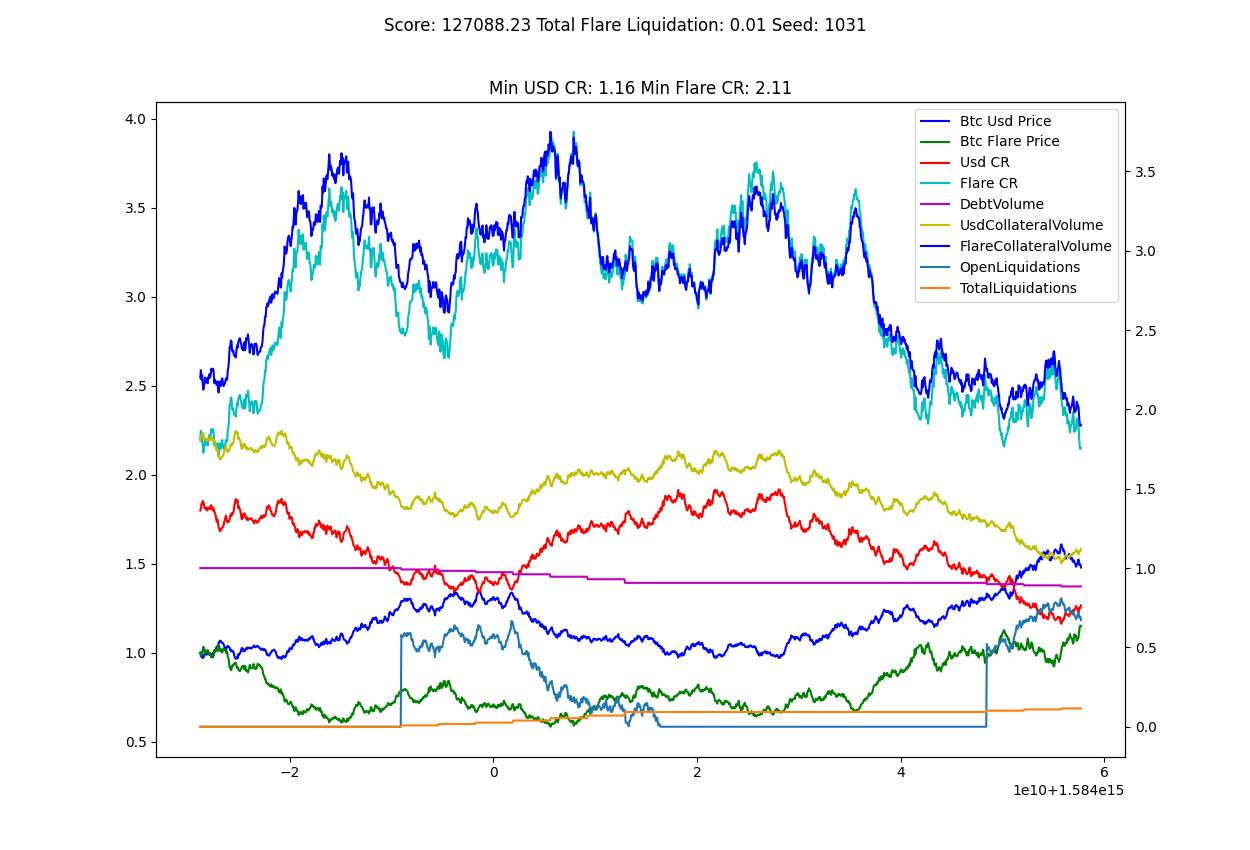 Score: 127088.23 Total Flare Liquidation: 0.01 Seed: 1031
Min USD CR: 1.16 Min Flare CR: 2.11
4.0
3.5
3.0
2.5
2.0
1.5
1.0
0.5
Btc Usd Price
Btc Flare Price
Usd CR
Flare CR
DebtVolume
UsdCollateralVolume
FlareCollateralVolume
OpenLiquidations
TotalLiquidations
3.5
3.0
2.5
2.0
1.5
1.0
0.5
0.0
−2 0 2 4 6
1e10+1.584e15